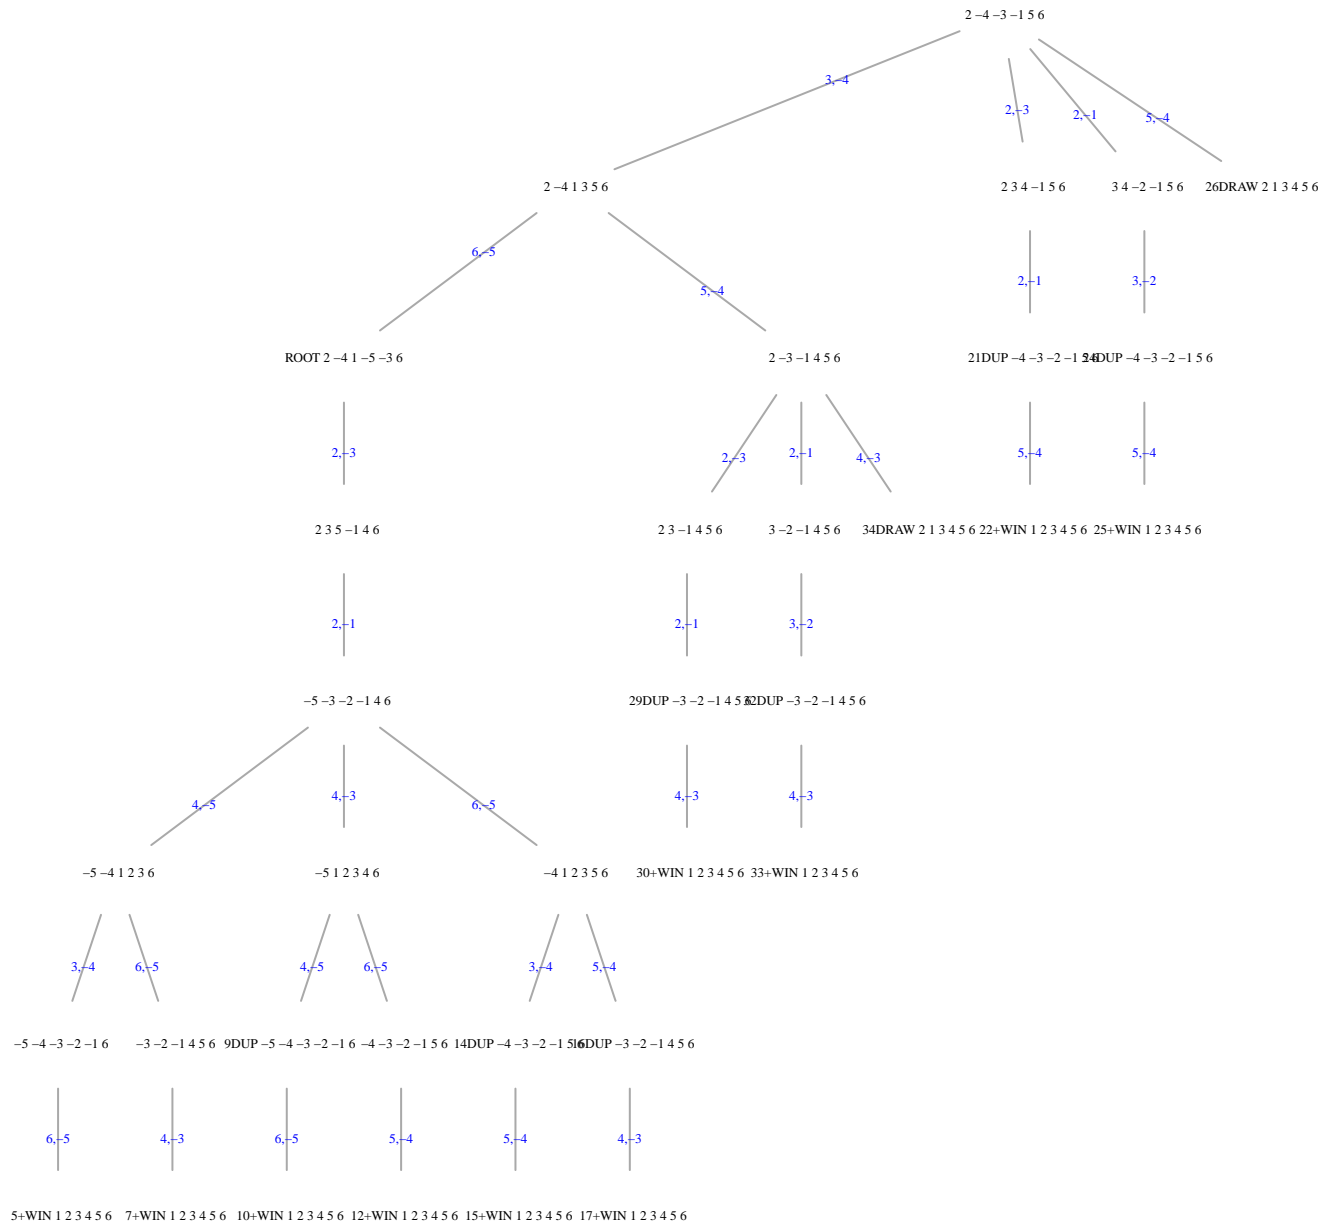 2 −4 −3 −1 5 6
3,−4
2,−3
2,−1
5,−4
2 −4 1 3 5 6
2 3 4 −1 5 6
3 4 −2 −1 5 6
26DRAW 2 1 3 4 5 6
6,−5
5,−4
2,−1
3,−2
ROOT 2 −4 1 −5 −3 6
2 −3 −1 4 5 6
21DUP −4 −3 −2 −1 5 6
24DUP −4 −3 −2 −1 5 6
2,−3
2,−3
2,−1
4,−3
5,−4
5,−4
2 3 5 −1 4 6
2 3 −1 4 5 6
3 −2 −1 4 5 6
34DRAW 2 1 3 4 5 6
22+WIN 1 2 3 4 5 6
25+WIN 1 2 3 4 5 6
2,−1
2,−1
3,−2
−5 −3 −2 −1 4 6
29DUP −3 −2 −1 4 5 6
32DUP −3 −2 −1 4 5 6
4,−5
4,−3
6,−5
4,−3
4,−3
−5 −4 1 2 3 6
−5 1 2 3 4 6
−4 1 2 3 5 6
30+WIN 1 2 3 4 5 6
33+WIN 1 2 3 4 5 6
3,−4
6,−5
4,−5
6,−5
3,−4
5,−4
−5 −4 −3 −2 −1 6
−3 −2 −1 4 5 6
9DUP −5 −4 −3 −2 −1 6
−4 −3 −2 −1 5 6
14DUP −4 −3 −2 −1 5 6
16DUP −3 −2 −1 4 5 6
6,−5
4,−3
6,−5
5,−4
5,−4
4,−3
5+WIN 1 2 3 4 5 6
7+WIN 1 2 3 4 5 6
10+WIN 1 2 3 4 5 6
12+WIN 1 2 3 4 5 6
15+WIN 1 2 3 4 5 6
17+WIN 1 2 3 4 5 6